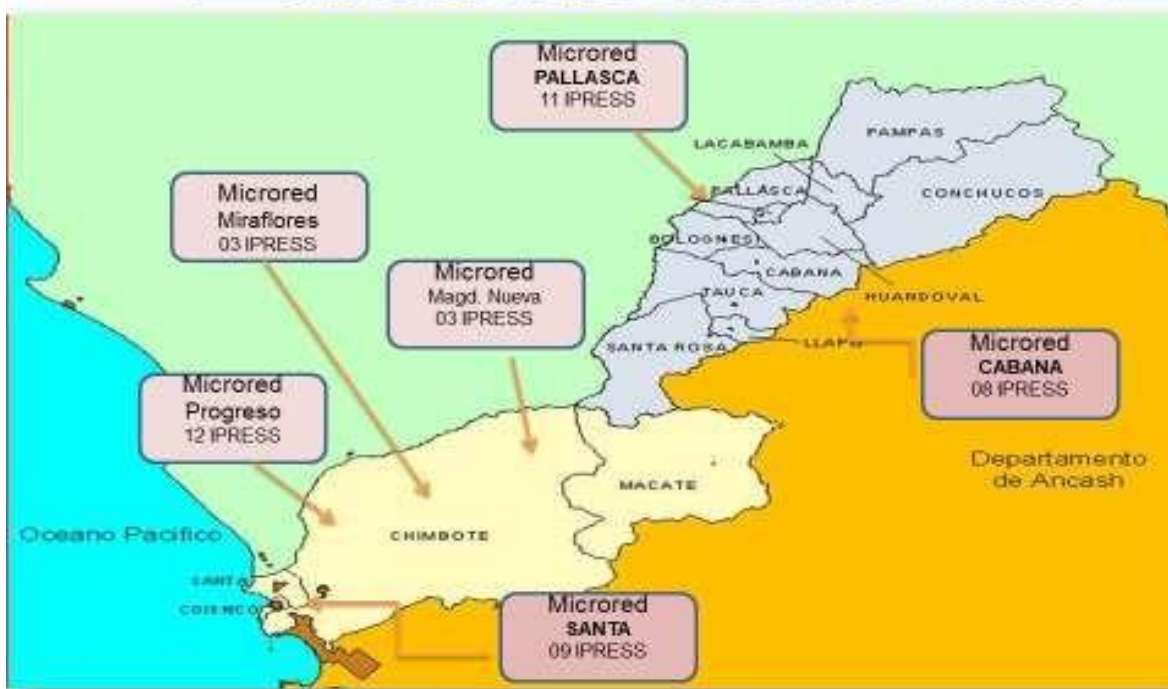 Microred
PALLASCA
11 IPRESS
PAMPAS
LACABAMBA
PALLASCA
CONCHUCOS
Microred
Miraflores
03 IPRESS
BOLOGNESI
Microred
Magd. Nueva
03 IPRESS
CABANA
TAUCA
HUANDOVAL
SANTA ROSA
Microred
CABANA
08 IPRESS
Microred
Progreso
12 IPRESS
MACATE
Departamento
de Ancash
CHIMBOTE
Oceano Pacifico
SANTA
Microred
SANTA
09 IPRESS